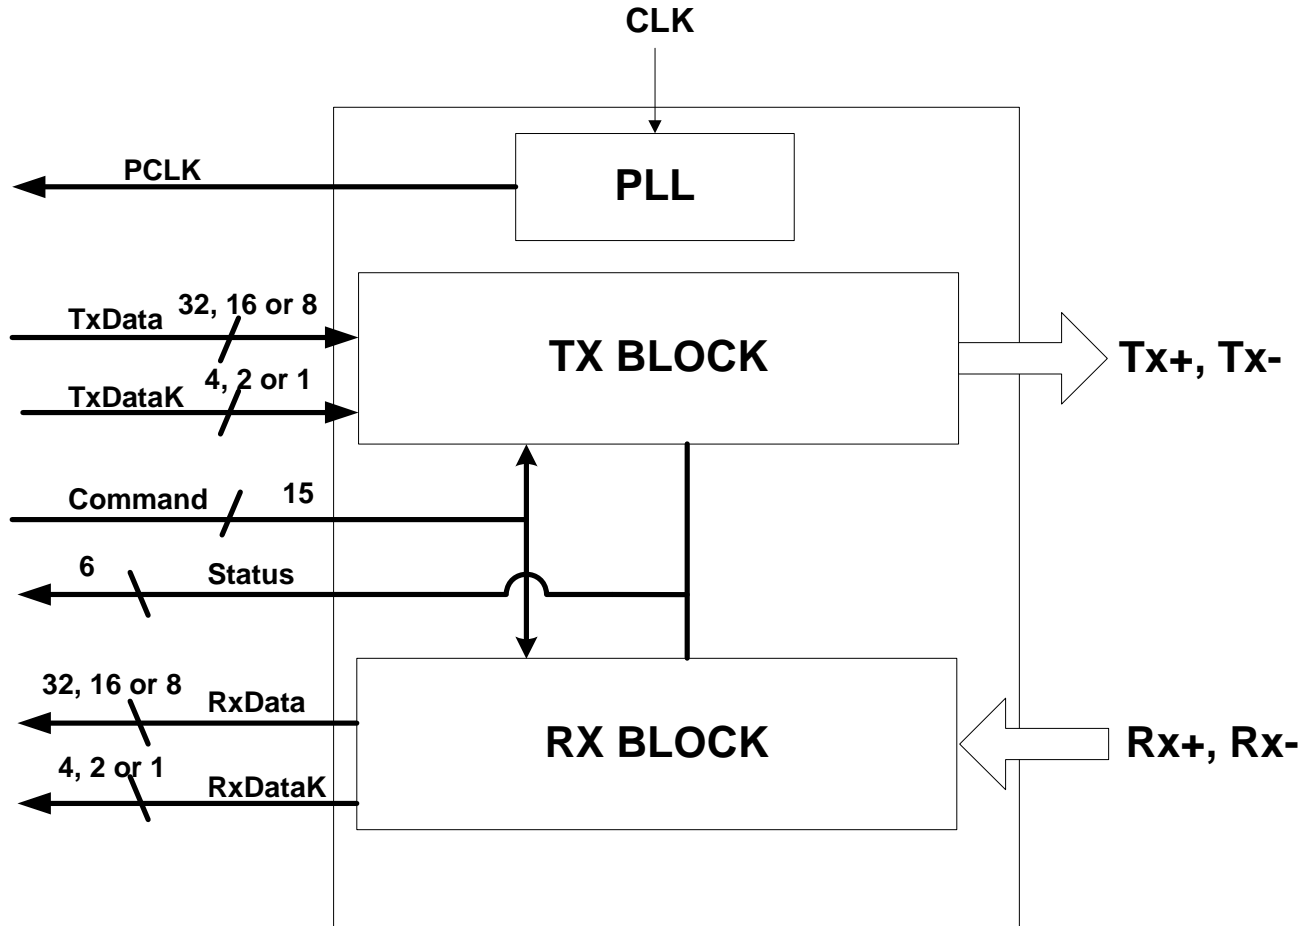 CLK
PCLK
PLL
32, 16 or 8
TxData
TX BLOCK
Tx+, Tx-
4, 2 or 1
TxDataK
15
Command
6
Status
32, 16 or 8
RxData
RX BLOCK
Rx+, Rx-
4, 2 or 1
RxDataK